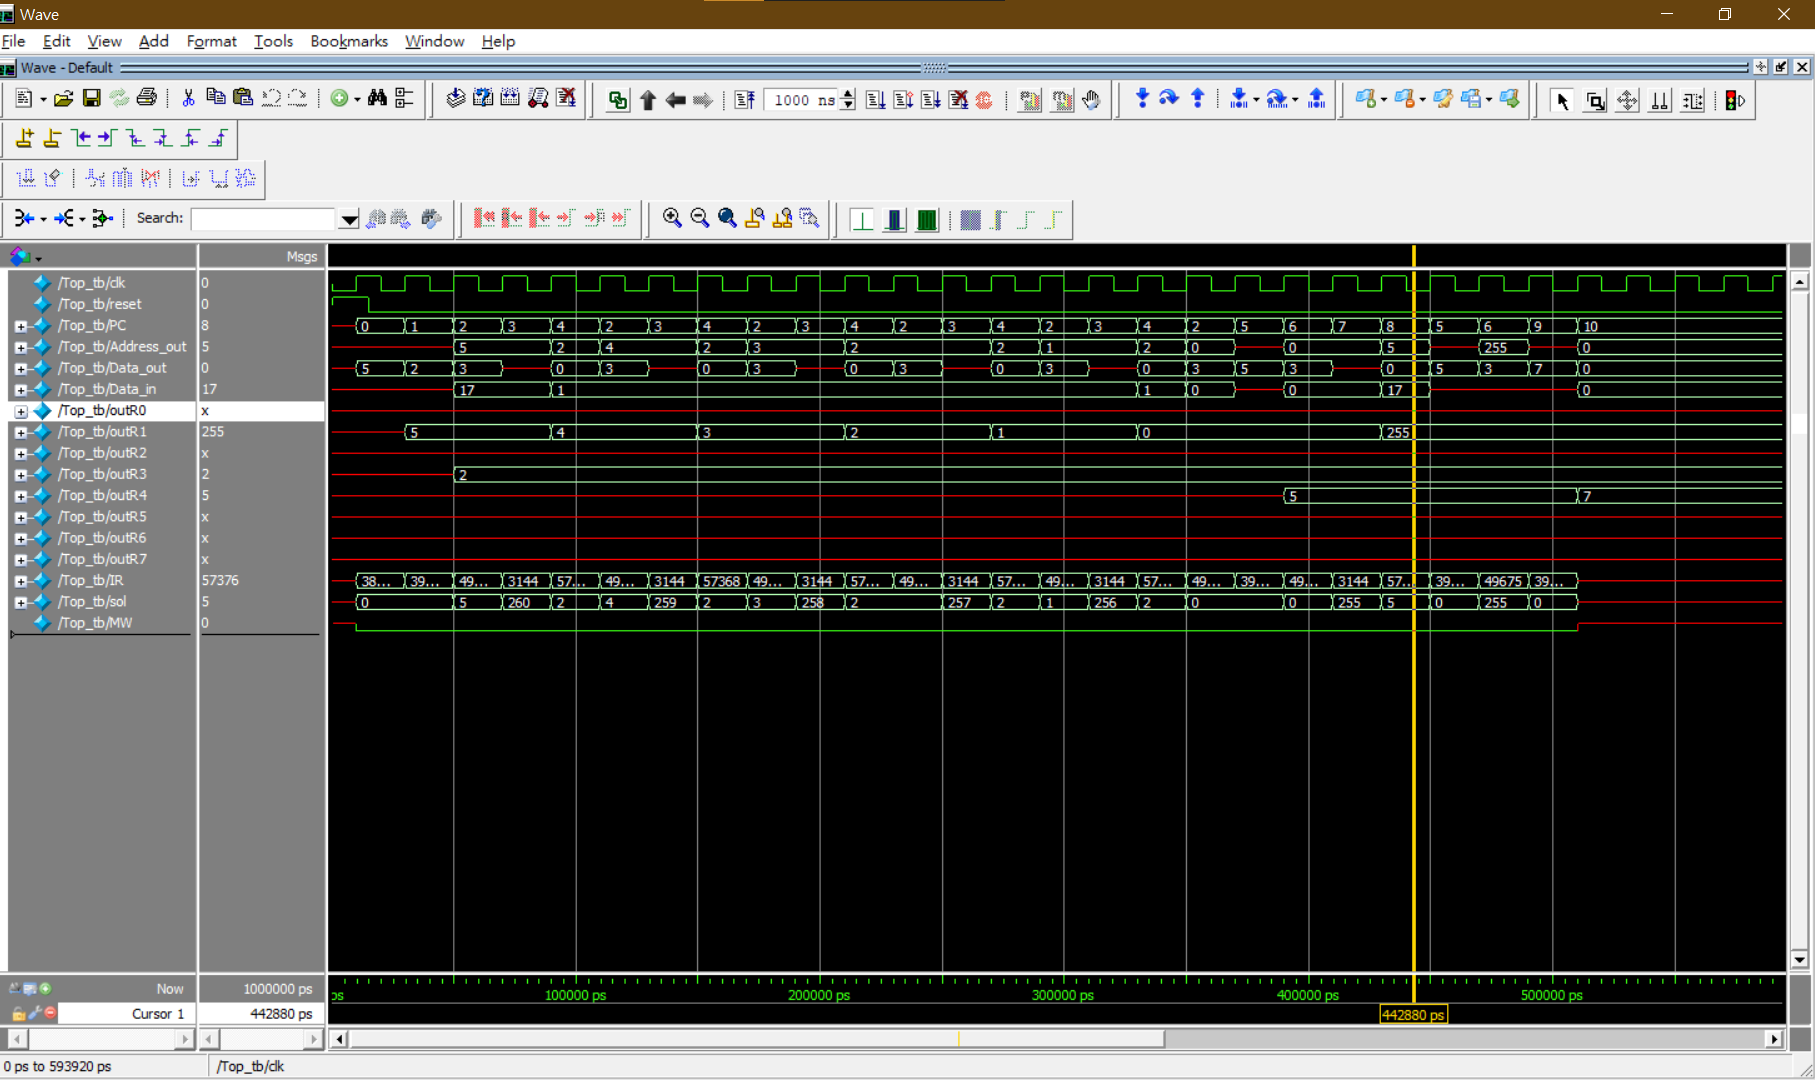 Wave
File Edit View Add Format Tools Bookmarks Window Help
Wave - Default
1000 ns
Search:
Msgs
/Top_tb/clk 0
/Top_tb/reset 0
/Top_tb/PC 8 0 1 2 3 4 2 3 4 2 3 4 2 3 4 2 3 4 2 5 6 7 8 5 6 9 10
/Top_tb/Address_out 5 5 2 4 2 3 2 2 1 2 0 0 5 255 0
/Top_tb/Data_out 0 5 2 3 0 3 0 3 0 3 0 3 0 3 5 3 0 5 3 7 0
/Top_tb/Data_in 17 17 1 1 0 0 17 0
/Top_tb/outR0 x
/Top_tb/outR1 255 5 4 3 2 1 0 255
/Top_tb/outR2 x
/Top_tb/outR3 2 2
/Top_tb/outR4 5 5 7
/Top_tb/outR5 x
/Top_tb/outR6 x
/Top_tb/outR7 x
/Top_tb/IR 57376 38... 39... 49... 3144 57... 49... 3144 57368 49... 3144 57... 49... 3144 57... 49... 3144 57... 49... 39... 49... 3144 57... 39... 49675 39...
/Top_tb/sol 5 0 5 260 2 4 259 2 3 258 2 257 2 1 256 2 0 0 255 5 0 255 0
/Top_tb/MW 0
Now 1000000 ps ps 100000 ps 200000 ps 300000 ps 400000 ps 500000 ps
Cursor 1 442880 ps 442880 ps
0 ps to 593920 ps /Top_tb/clk